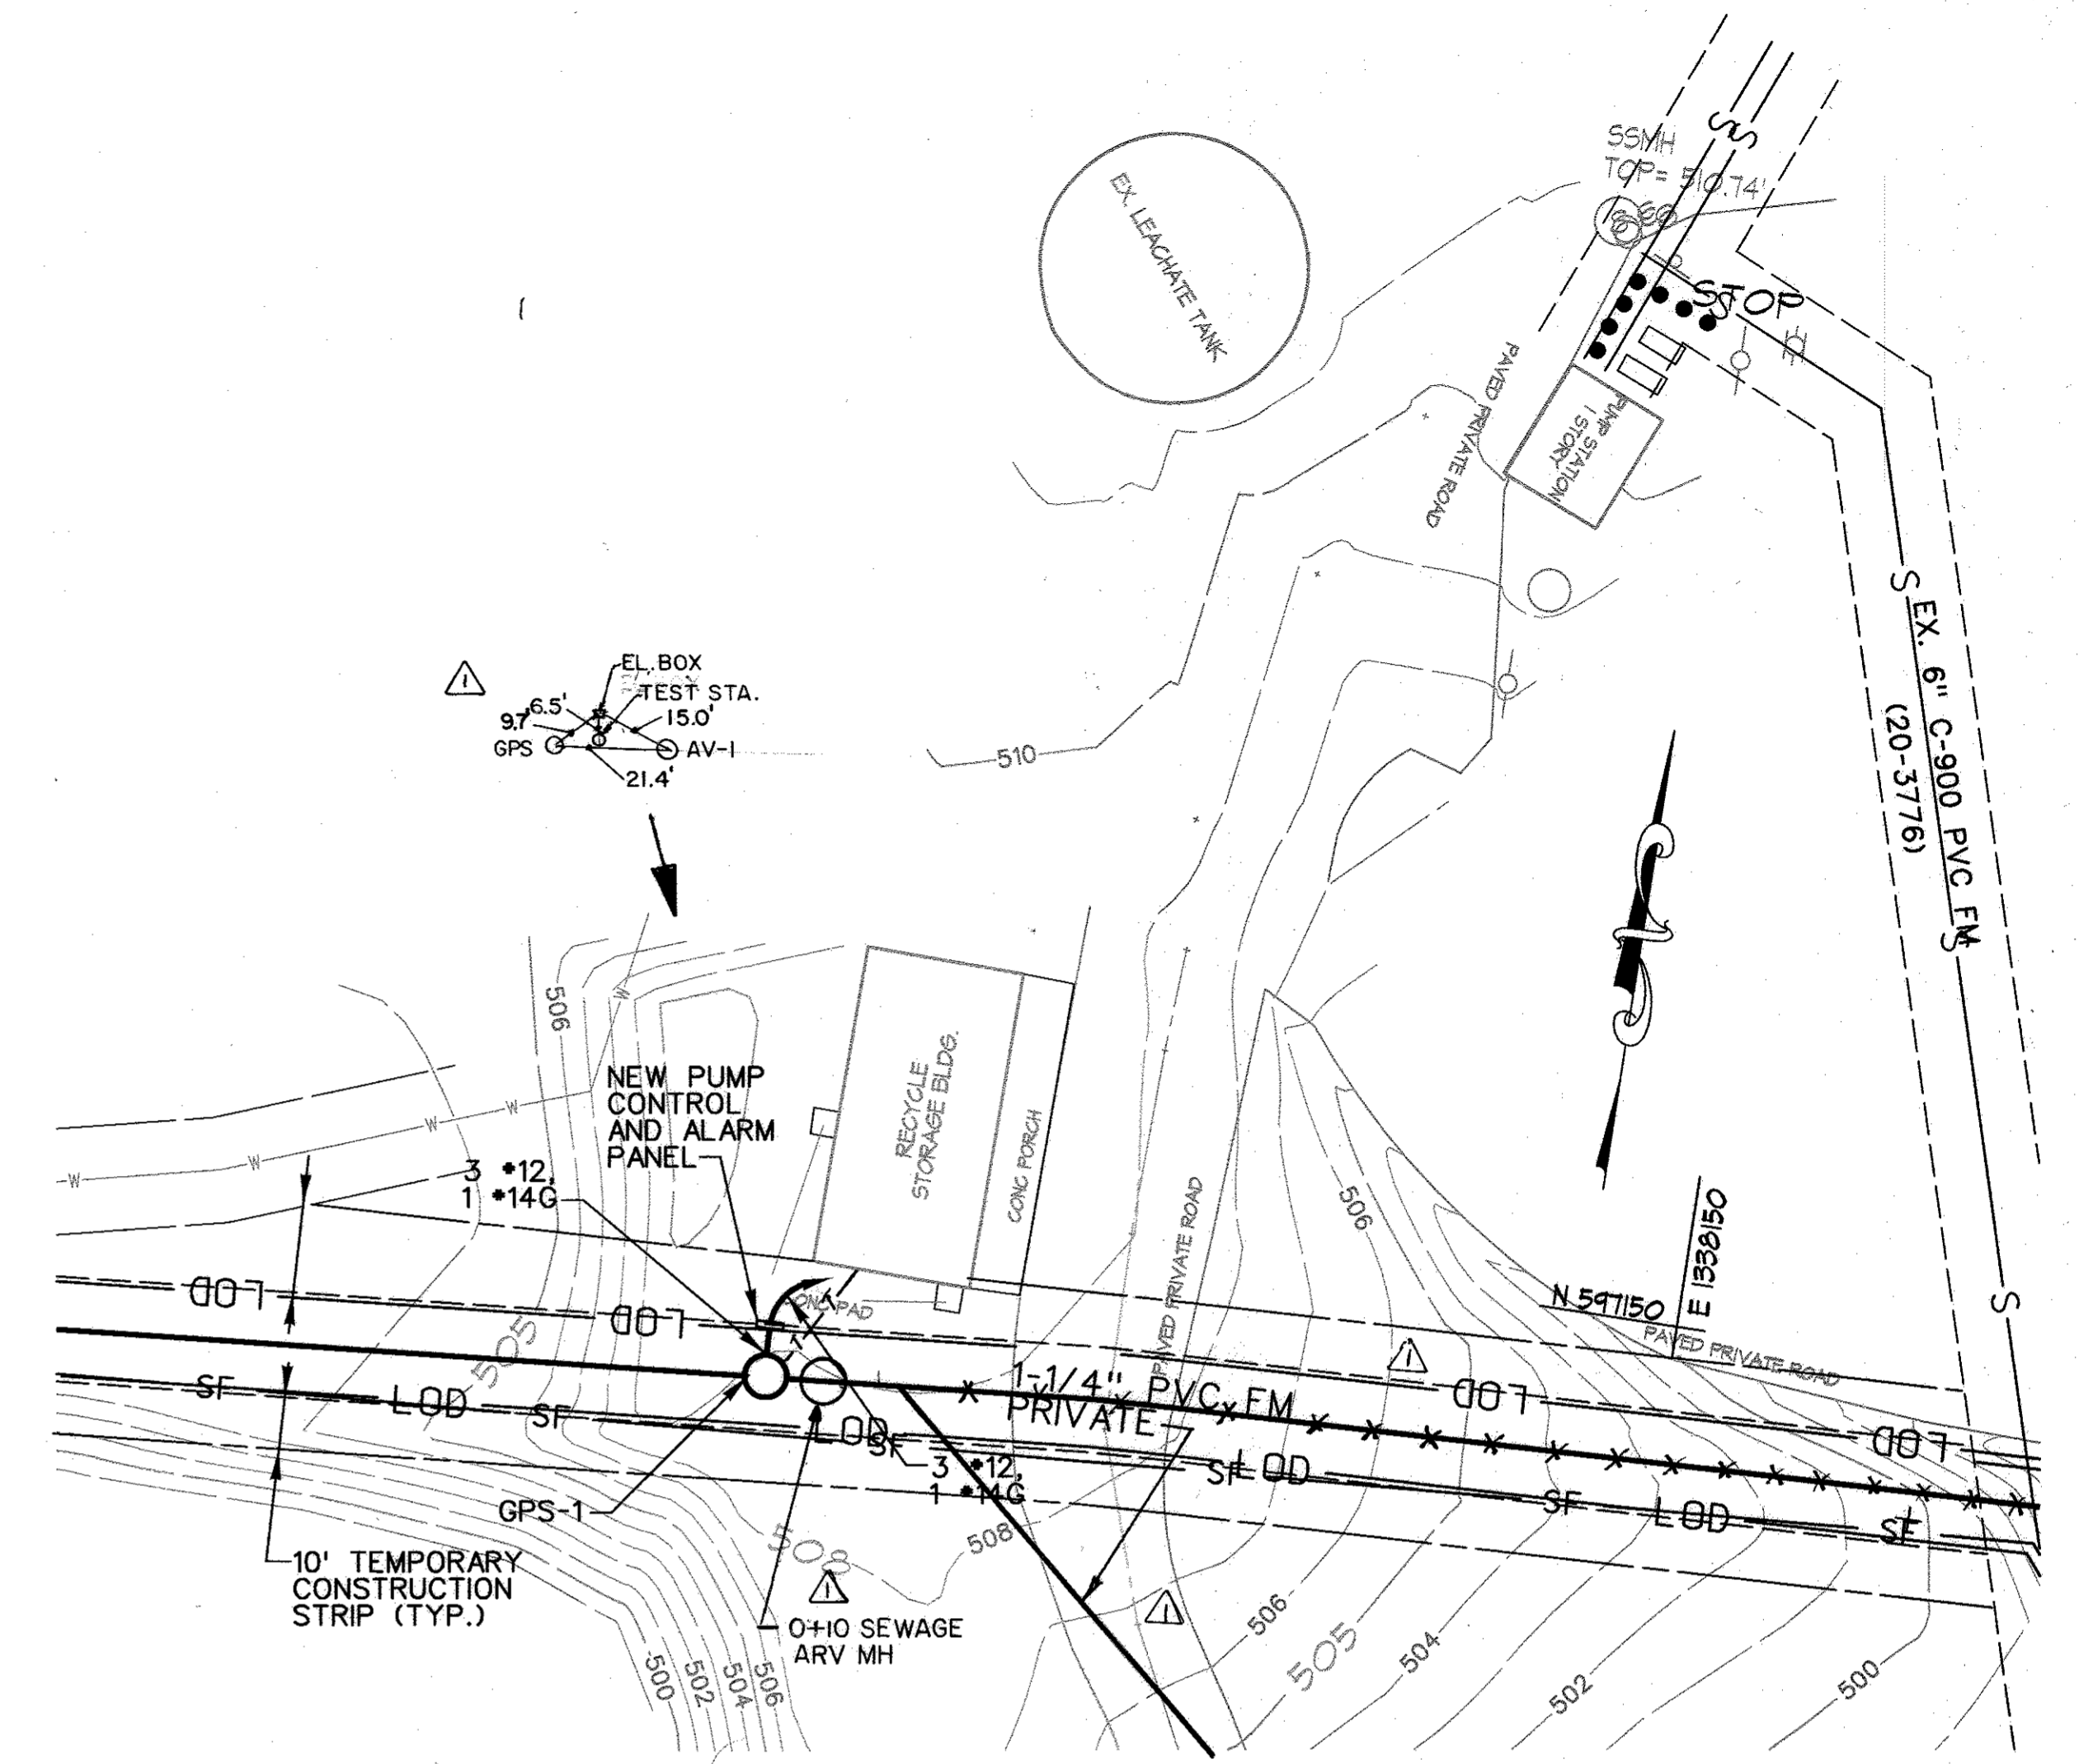 SSMH
TOP= 510.74'
S
S
EX. LEACHATE TANK
STOP
S
PAVED PRIVATE ROAD
PUMP STATION
1 STORY
S
EX. 6" C-900 PVC FM
(20-3776)
S
1
EL.BOX
TEST STA.
6.5'
9.7'
15.0'
GPS
AV-1
21.4'
510
506
W
NEW PUMP
CONTROL
AND ALARM
PANEL
RECYCLE
STORAGE BLDG.
CONC PORCH
W
W
W
W
3 #12,
1 #14G
PAVED PRIVATE ROAD
506
E 1338150
N 597150
S
PAVED PRIVATE ROAD
LOD
LOD
CONC PAD
505
1
1-1/4" PVC FM
PRIVATE
LOD
LOD
SF
LOD
SF
LOD
SF
SF
LOD
SF
LOD
SF
3 #12,
1 #14G
GPS-1
508
508
10' TEMPORARY
CONSTRUCTION
STRIP (TYP.)
1
1
0+10 SEWAGE
ARV MH
500
502
504
506
506
505
504
502
500